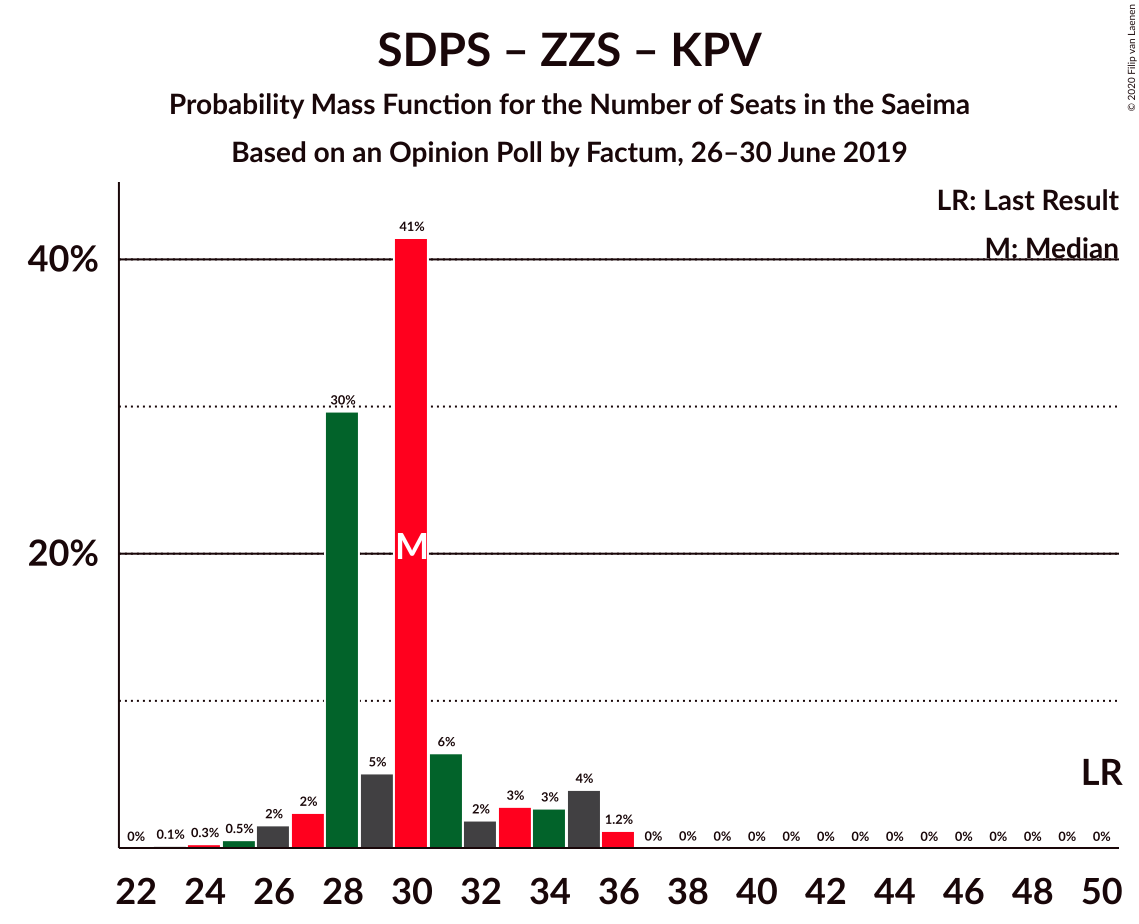 SDPS – ZZS – KPV
Probability Mass Function for the Number of Seats in the Saeima
Based on an Opinion Poll by Factum, 26–30 June 2019
© 2020 Filip van Laenen
LR: Last Result
M: Median
40%
20%
0% 0.1% 0.3% 0.5% 2% 2% 30% 5% 41% 6% 2% 3% 3% 4% 1.2% 0% 0% 0% 0% 0% 0% 0% 0% 0% 0% 0% 0% 0% 0%
M
LR
22 24 26 28 30 32 34 36 38 40 42 44 46 48 50